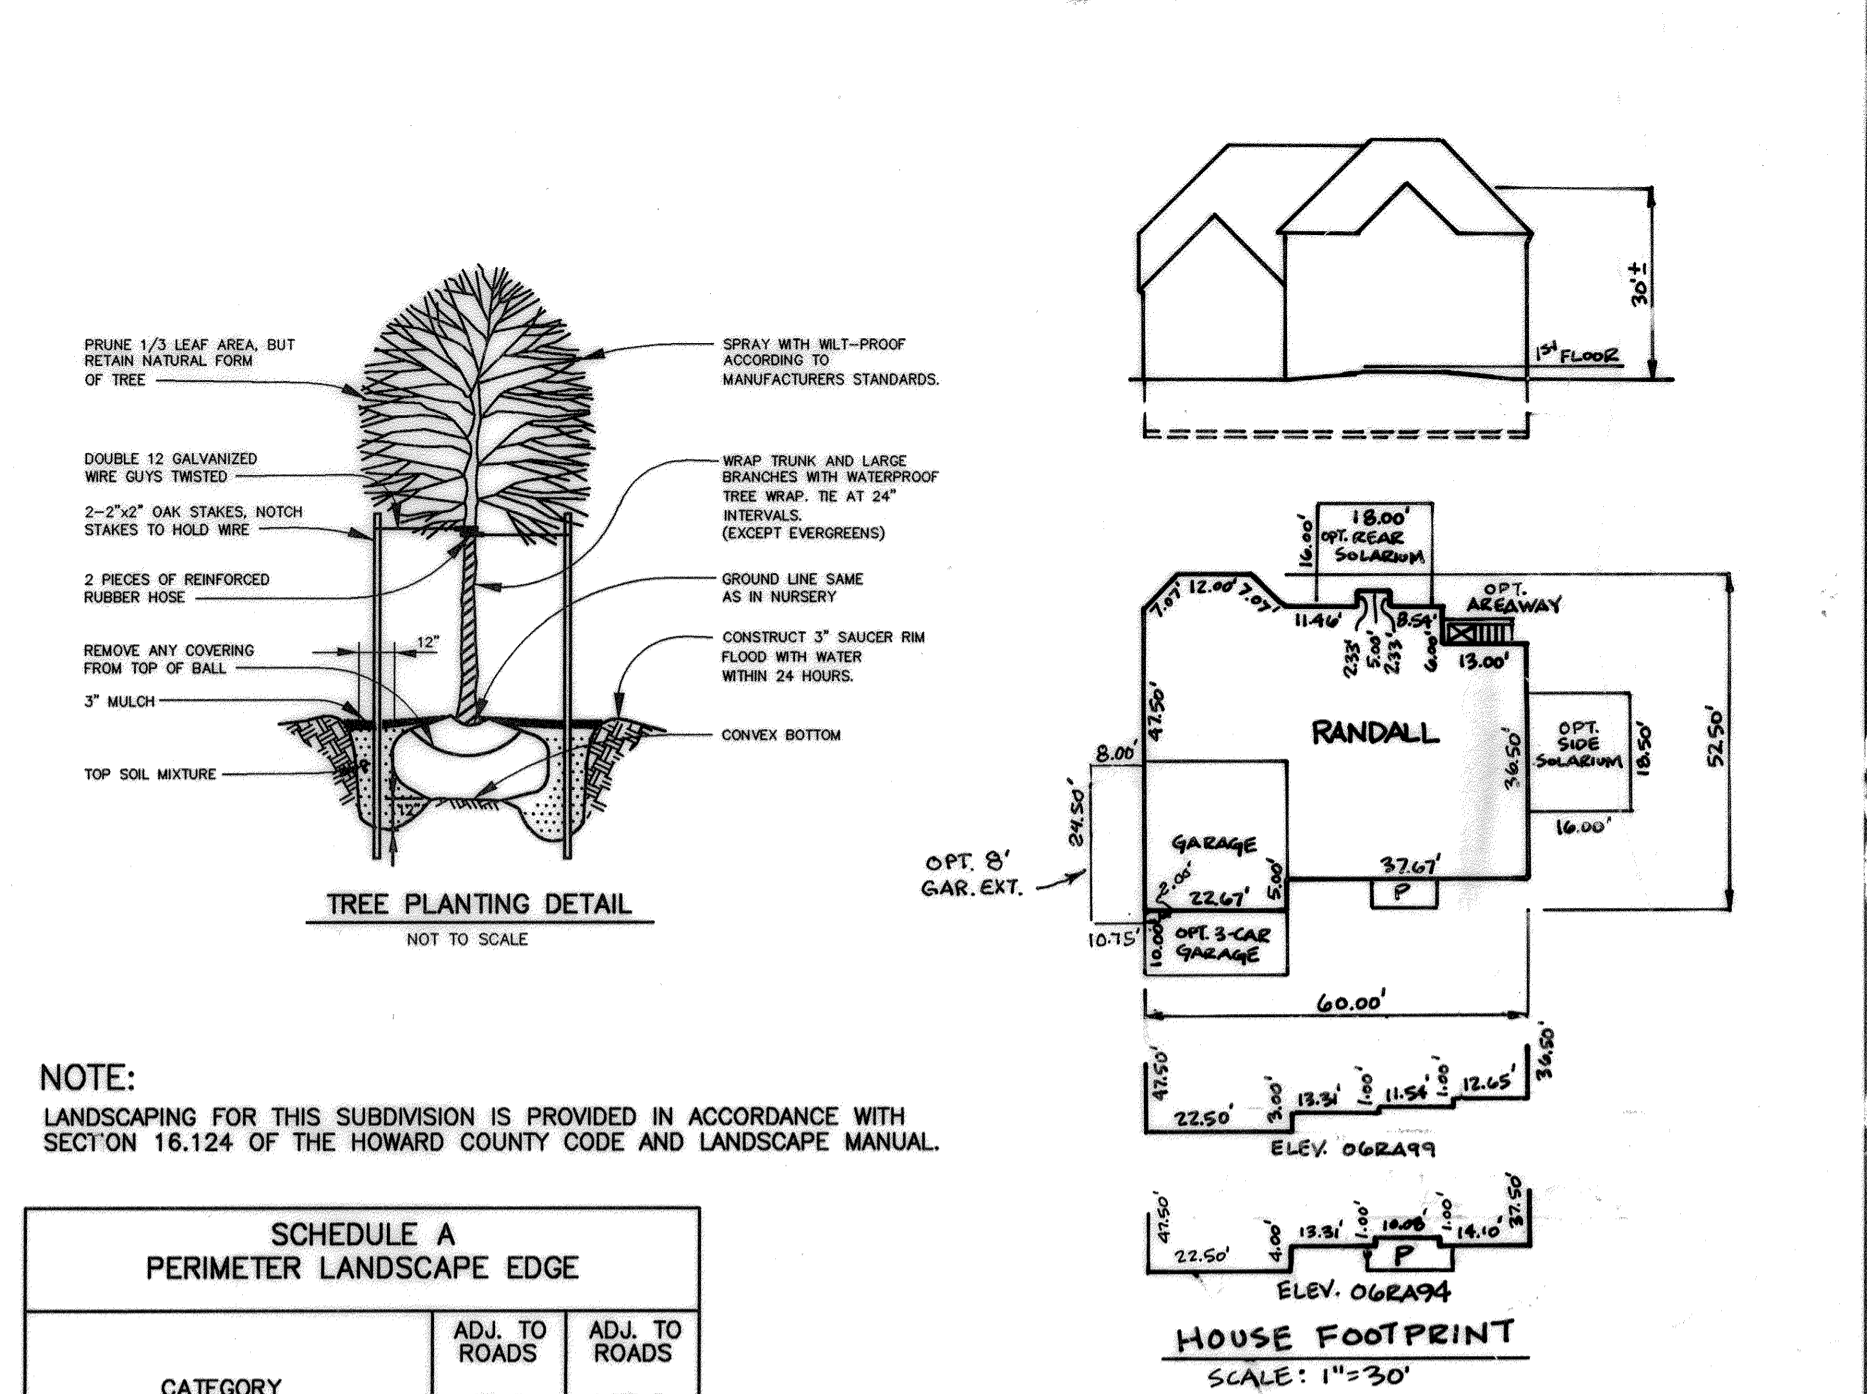 PRUNE 1/3 LEAF AREA, BUT
RETAIN NATURAL FORM
OF TREE
DOUBLE 12 GALVANIZED
WIRE GUYS TWISTED
2-2"x2" OAK STAKES, NOTCH
STAKES TO HOLD WIRE
2 PIECES OF REINFORCED
RUBBER HOSE
REMOVE ANY COVERING
FROM TOP OF BALL
3" MULCH
TOP SOIL MIXTURE
12"
12"
SPRAY WITH WILT-PROOF
ACCORDING TO
MANUFACTURERS STANDARDS.
WRAP TRUNK AND LARGE
BRANCHES WITH WATERPROOF
TREE WRAP. TIE AT 24"
INTERVALS.
(EXCEPT EVERGREENS)
GROUND LINE SAME
AS IN NURSERY
CONSTRUCT 3" SAUCER RIM
FLOOD WITH WATER
WITHIN 24 HOURS.
CONVEX BOTTOM
TREE PLANTING DETAIL
NOT TO SCALE
NOTE:
LANDSCAPING FOR THIS SUBDIVISION IS PROVIDED IN ACCORDANCE WITH
SECTION 16.124 OF THE HOWARD COUNTY CODE AND LANDSCAPE MANUAL.
SCHEDULE A
PERIMETER LANDSCAPE EDGE
CATEGORY
ADJ. TO
ROADS
ADJ. TO
ROADS
30'±
1ST FLOOR
18.00'
16.00'
OPT. REAR
SOLARIUM
7.07'
12.00'
7.07'
11.46'
2.33'
5.00'
2.33'
8.54'
6.00'
OPT.
AREAWAY
13.00'
47.50'
RANDALL
36.50'
OPT.
SIDE
SOLARIUM
18.50'
16.00'
52.50'
8.00'
24.50'
OPT. 8'
GAR. EXT.
10.75'
GARAGE
2.00'
22.67'
5.00'
37.67'
P
10.00'
OPT. 3-CAR
GARAGE
60.00'
47.50'
22.50'
3.00'
13.31'
1.00'
11.54'
1.00'
12.65'
36.50'
ELEV. 06RA99
47.50'
22.50'
4.00'
13.31'
1.00'
10.08'
1.00'
14.10'
37.50'
P
ELEV. 06RA94
HOUSE FOOTPRINT
SCALE: 1"=30'